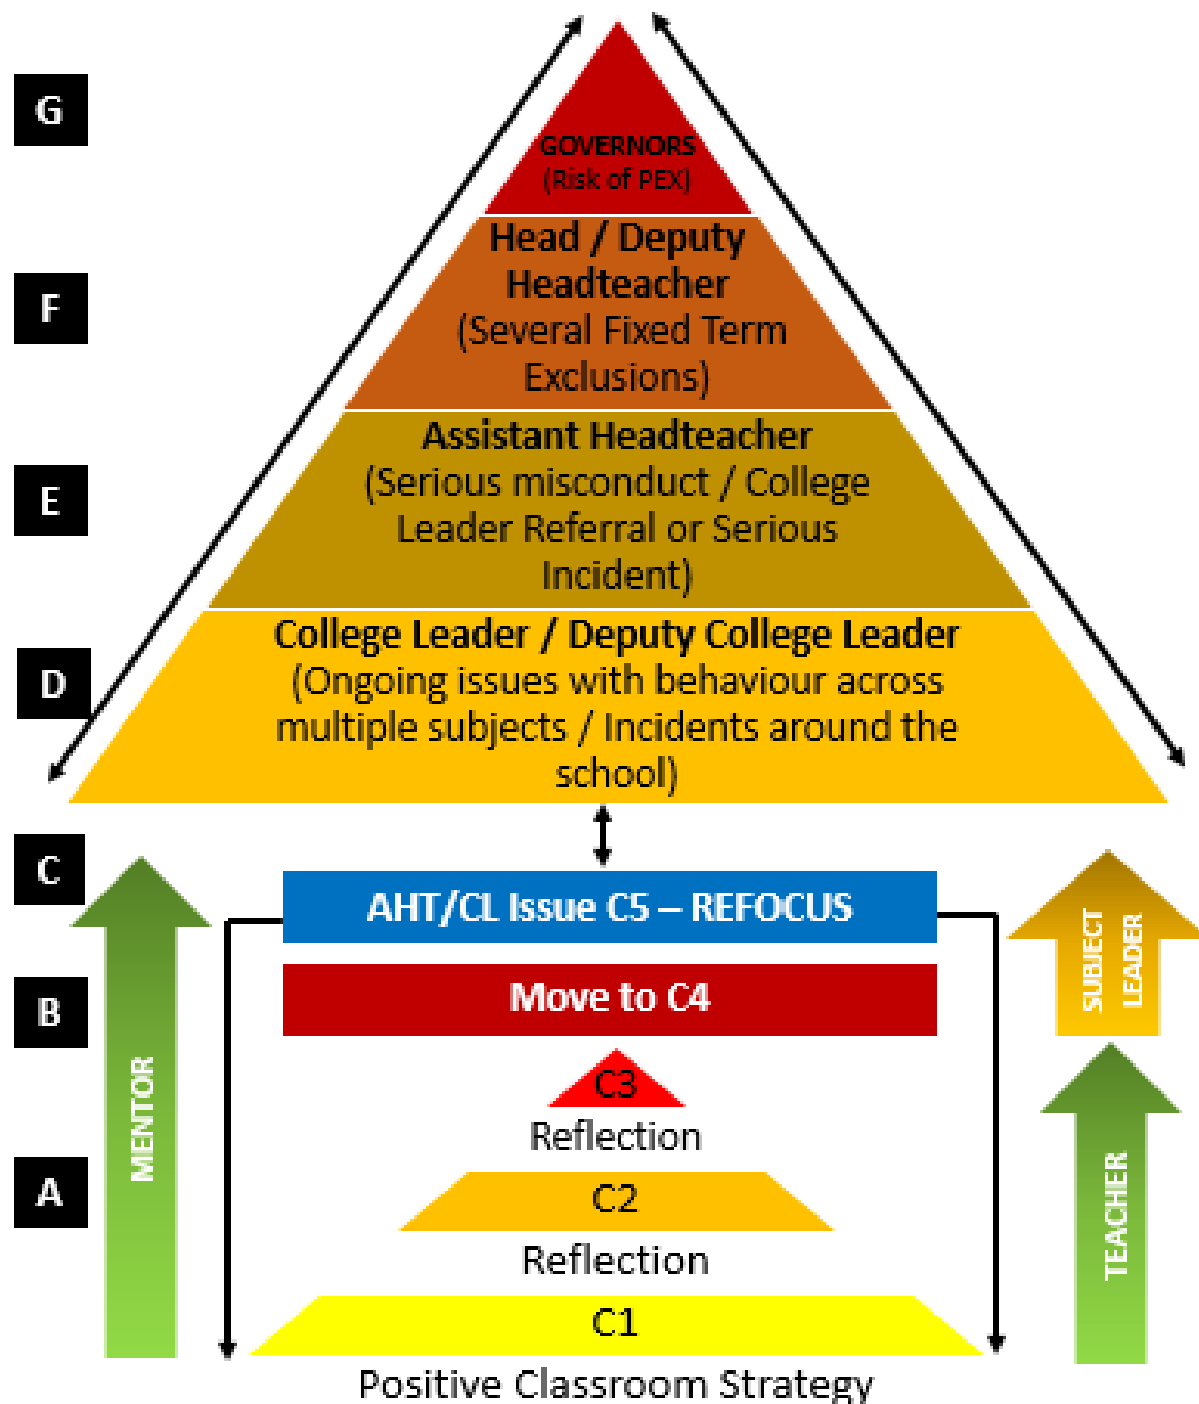 G
GOVERNORS
(Risk of PEX)
F
Head / Deputy
Headteacher
(Several Fixed Term
Exclusions)
E
Assistant Headteacher
(Serious misconduct / College
Leader Referral or Serious
Incident)
D
College Leader / Deputy College Leader
(Ongoing issues with behaviour across
multiple subjects / Incidents around the
school)
C
AHT/CL Issue C5 – REFOCUS
SUBJECT
LEADER
B
Move to C4
MENTOR
C3
Reflection
A
C2
TEACHER
Reflection
C1
Positive Classroom Strategy